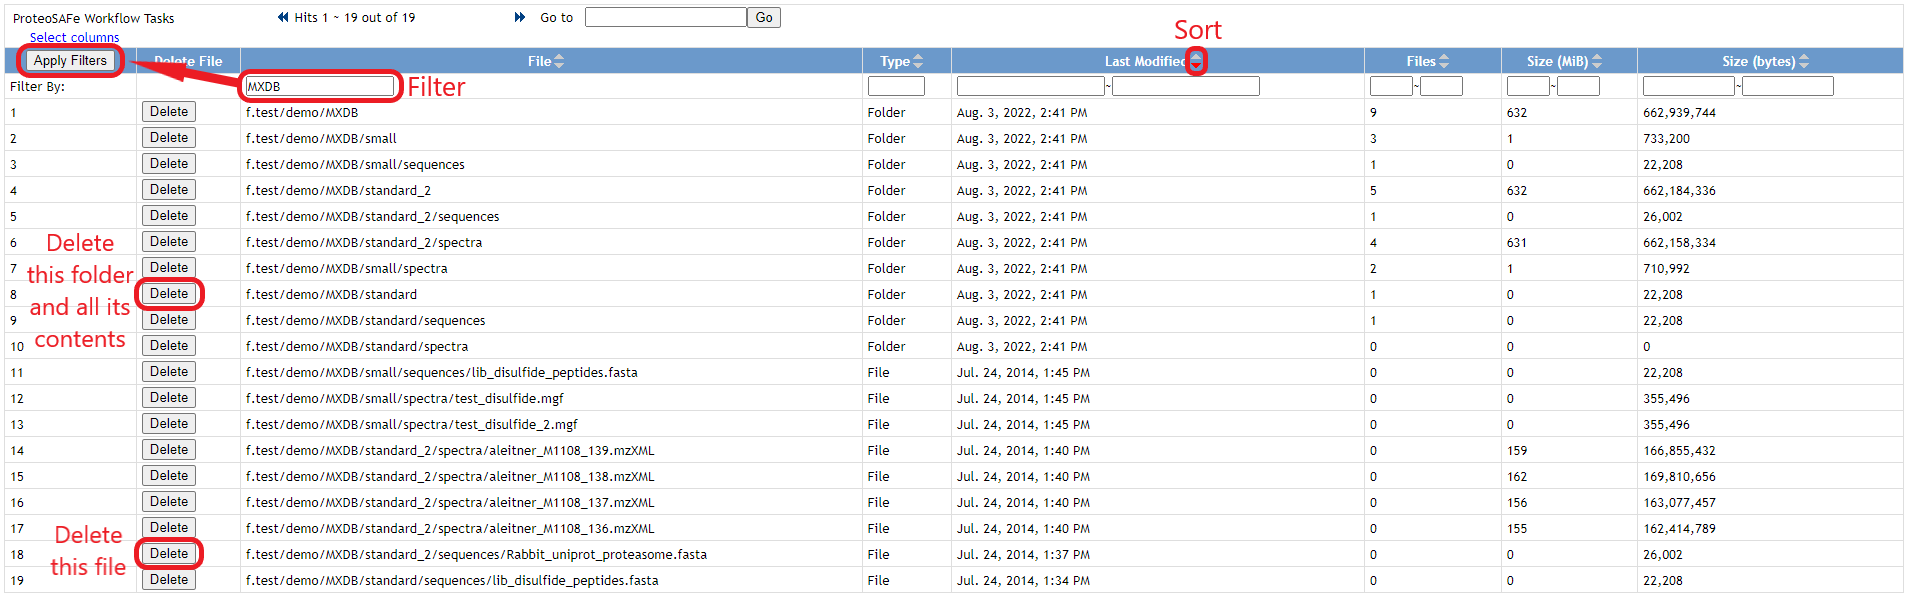 ProteoSAFe Workflow Tasks Hits 1 ~ 19 out of 19 Go to Go
Select columns
Sort
Apply Filters Delete File File Type Last Modified Files Size (MiB) Size (bytes)
Filter By: MXDB Filter ~ ~ ~ ~
1 Delete f.test/demo/MXDB Folder Aug. 3, 2022, 2:41 PM 9 632 662,939,744
2 Delete f.test/demo/MXDB/small Folder Aug. 3, 2022, 2:41 PM 3 1 733,200
3 Delete f.test/demo/MXDB/small/sequences Folder Aug. 3, 2022, 2:41 PM 1 0 22,208
4 Delete f.test/demo/MXDB/standard_2 Folder Aug. 3, 2022, 2:41 PM 5 632 662,184,336
5 Delete f.test/demo/MXDB/standard_2/sequences Folder Aug. 3, 2022, 2:41 PM 1 0 26,002
6 Delete f.test/demo/MXDB/standard_2/spectra Folder Aug. 3, 2022, 2:41 PM 4 631 662,158,334
7 Delete f.test/demo/MXDB/small/spectra Folder Aug. 3, 2022, 2:41 PM 2 1 710,992
8 Delete f.test/demo/MXDB/standard Folder Aug. 3, 2022, 2:41 PM 1 0 22,208
9 Delete f.test/demo/MXDB/standard/sequences Folder Aug. 3, 2022, 2:41 PM 1 0 22,208
10 Delete f.test/demo/MXDB/standard/spectra Folder Aug. 3, 2022, 2:41 PM 0 0 0
Delete
this folder
and all its
contents
11 Delete f.test/demo/MXDB/small/sequences/lib_disulfide_peptides.fasta File Jul. 24, 2014, 1:45 PM 0 0 22,208
12 Delete f.test/demo/MXDB/small/spectra/test_disulfide.mgf File Jul. 24, 2014, 1:45 PM 0 0 355,496
13 Delete f.test/demo/MXDB/small/spectra/test_disulfide_2.mgf File Jul. 24, 2014, 1:45 PM 0 0 355,496
14 Delete f.test/demo/MXDB/standard_2/spectra/aleitner_M1108_139.mzXML File Jul. 24, 2014, 1:40 PM 0 159 166,855,432
15 Delete f.test/demo/MXDB/standard_2/spectra/aleitner_M1108_138.mzXML File Jul. 24, 2014, 1:40 PM 0 162 169,810,656
16 Delete f.test/demo/MXDB/standard_2/spectra/aleitner_M1108_137.mzXML File Jul. 24, 2014, 1:40 PM 0 156 163,077,457
17 Delete f.test/demo/MXDB/standard_2/spectra/aleitner_M1108_136.mzXML File Jul. 24, 2014, 1:40 PM 0 155 162,414,789
18 Delete f.test/demo/MXDB/standard_2/sequences/Rabbit_uniprot_proteasome.fasta File Jul. 24, 2014, 1:37 PM 0 0 26,002
19 Delete f.test/demo/MXDB/standard/sequences/lib_disulfide_peptides.fasta File Jul. 24, 2014, 1:34 PM 0 0 22,208
Delete
this file